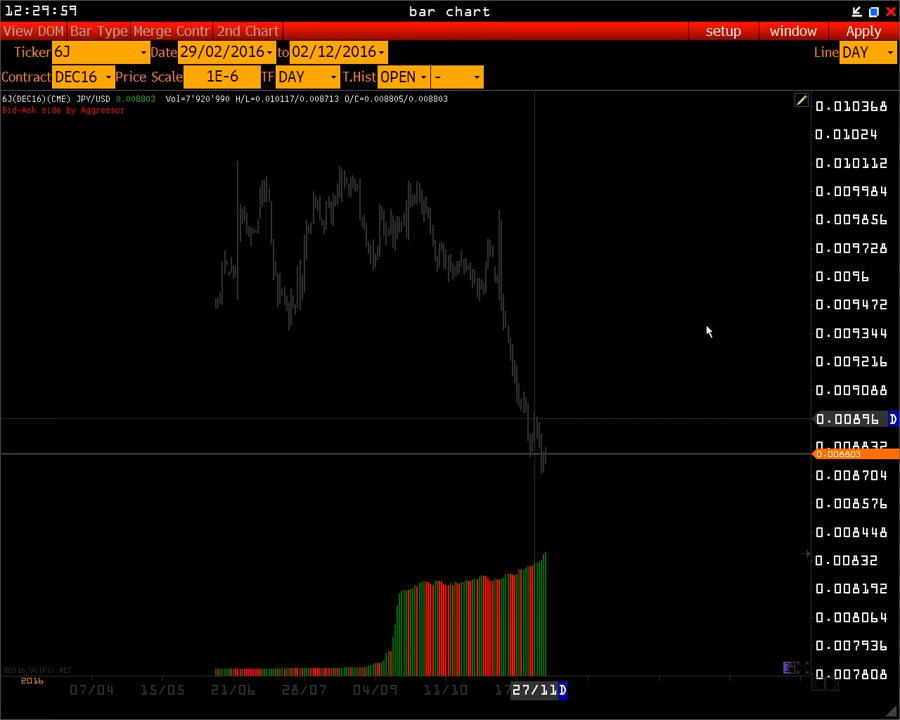 12:29:59 bar chart
View DOM Bar Type Merge Contr 2nd Chart setup window Apply
Ticker 6J Date 29/02/2016 to 02/12/2016 Line DAY
Contract DEC16 Price Scale 1E-6 TF DAY T.Hist OPEN -
6J(DEC16)(CME) JPY/USD 0.008803 Vol=7'920'990 H/L=0.010117/0.008713 O/C=0.008805/0.008803
Bid-Ask side by Aggressor
0.010368
0.01024
0.010112
0.009984
0.009856
0.009728
0.0096
0.009472
0.009344
0.009216
0.009088
0.00896 D
0.008832
0.008803
0.008704
0.008576
0.008448
0.00832
0.008192
0.008064
0.007936
0.007808
©2016 VolFix.NET
2016
07/04 15/05 21/06 28/07 04/09 11/10 27/11 D